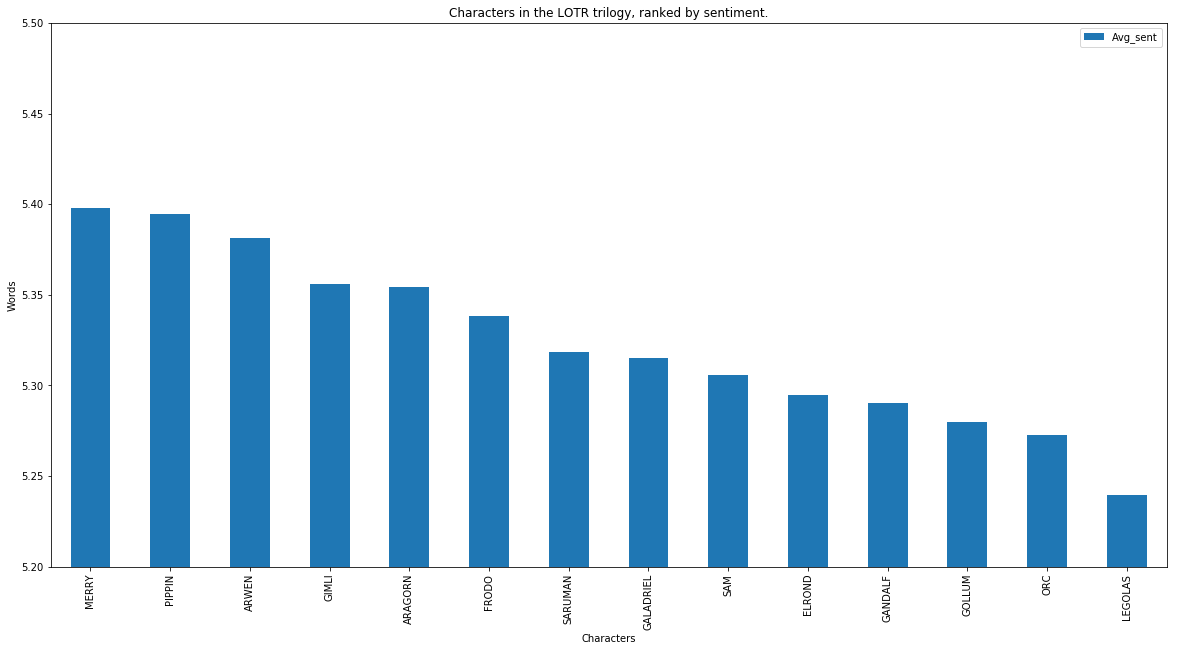 Characters in the LOTR trilogy, ranked by sentiment.
Avg_sent
5.50
5.45
5.40
5.35
5.30
5.25
5.20
Words
MERRY
PIPPIN
ARWEN
GIMLI
ARAGORN
FRODO
SARUMAN
GALADRIEL
SAM
ELROND
GANDALF
GOLLUM
ORC
LEGOLAS
Characters